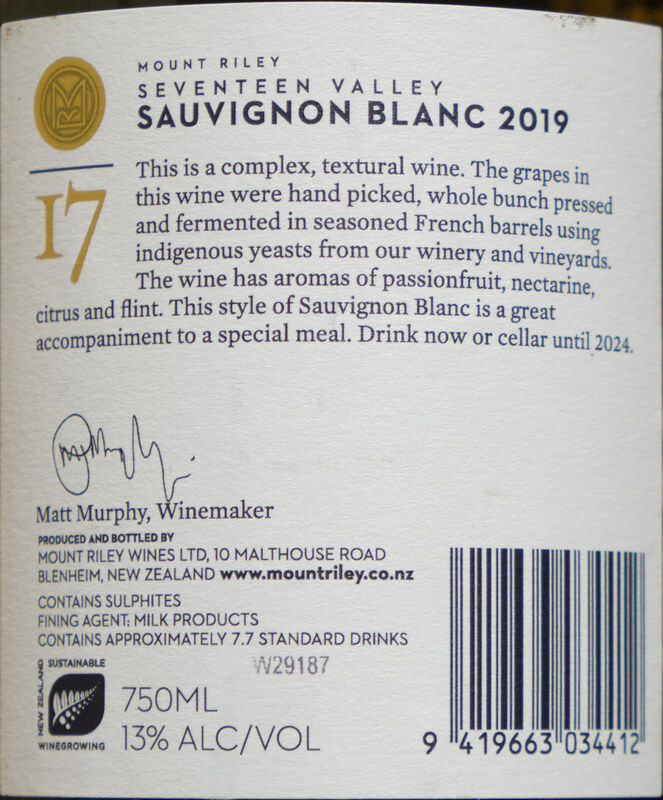 MOUNT RILEY
SEVENTEEN VALLEY
SAUVIGNON BLANC 2019
17
This is a complex, textural wine. The grapes in
this wine were hand picked, whole bunch pressed
and fermented in seasoned French barrels using
indigenous yeasts from our winery and vineyards.
The wine has aromas of passionfruit, nectarine,
citrus and flint. This style of Sauvignon Blanc is a great
accompaniment to a special meal. Drink now or cellar until 2024.
Matt Murphy, Winemaker
PRODUCED AND BOTTLED BY
MOUNT RILEY WINES LTD, 10 MALTHOUSE ROAD
BLENHEIM, NEW ZEALAND www.mountriley.co.nz
CONTAINS SULPHITES
FINING AGENT: MILK PRODUCTS
CONTAINS APPROXIMATELY 7.7 STANDARD DRINKS
W29187
NEW ZEALAND
SUSTAINABLE
WINEGROWING
750ML
13% ALC/VOL
9 419663 034412